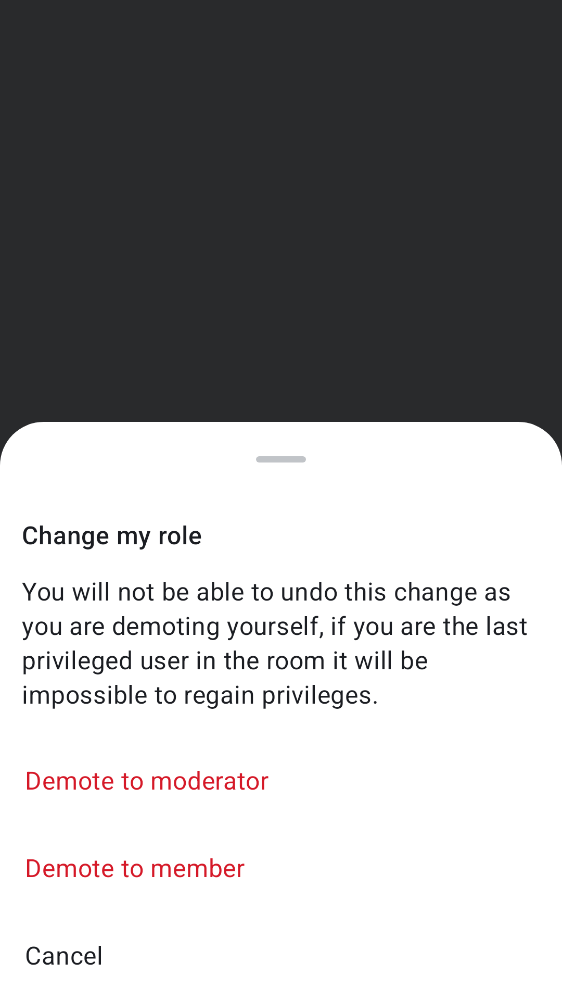 Change my role
You will not be able to undo this change as
you are demoting yourself, if you are the last
privileged user in the room it will be
impossible to regain privileges.
Demote to moderator
Demote to member
Cancel